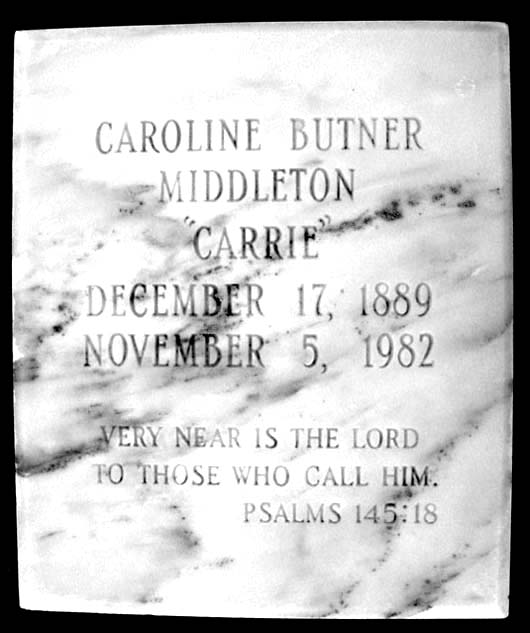 CAROLINE BUTNER
MIDDLETON
"CARRIE"
DECEMBER 17, 1889
NOVEMBER 5, 1982
VERY NEAR IS THE LORD
TO THOSE WHO CALL HIM.
PSALMS 145:18